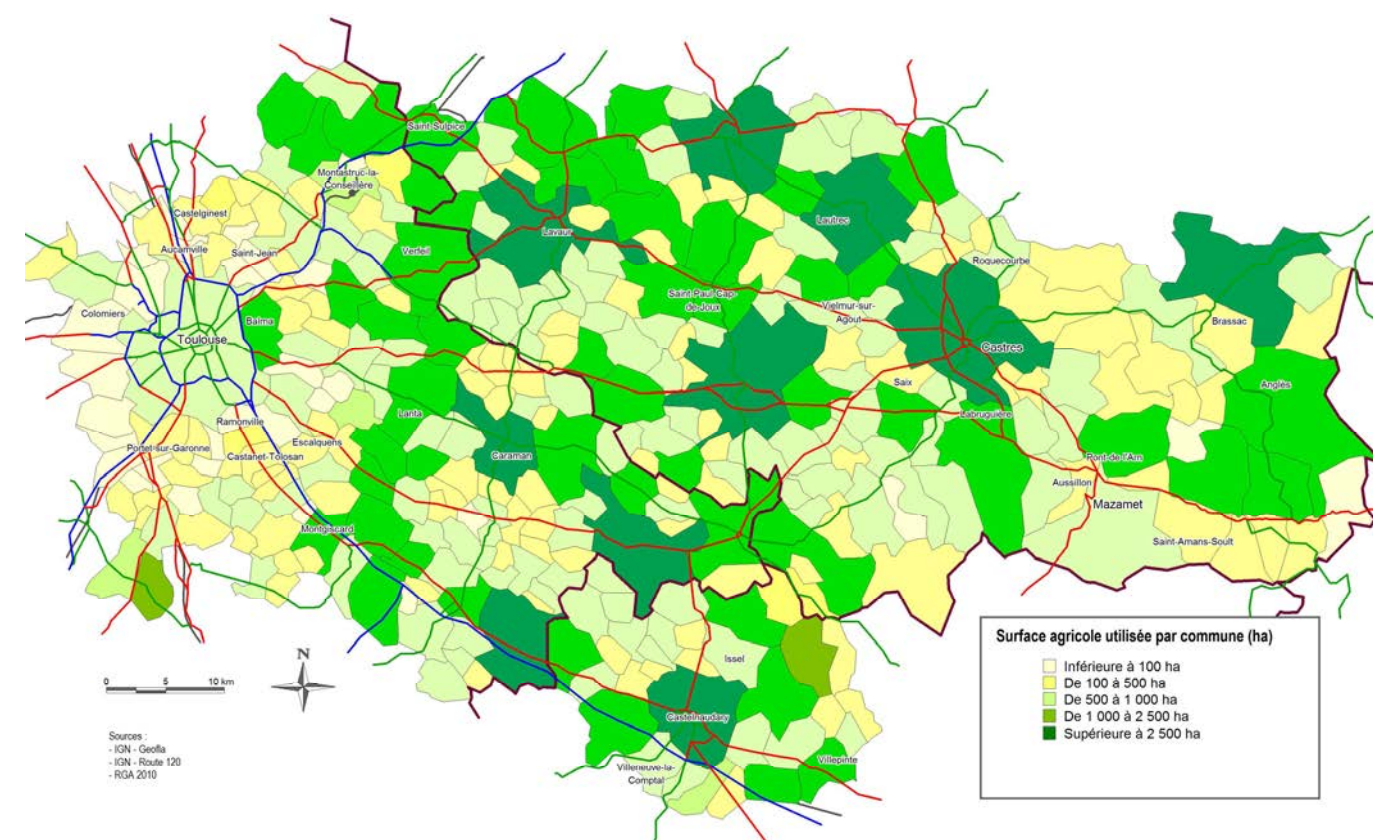 Saint-Sulpice
Montastruc-la-
Conseillère
Castelginest
Aucamville
Saint-Jean
Verfeil
Lavaur
Lautrec
Roquecourbe
Colomiers
Balma
Toulouse
Saint-Paul-Cap-
de-Joux
Vielmur-sur-
Agout
Brassac
Castres
Saix
Anglès
Lanta
Labruguière
Ramonville
Escalquens
Portet-sur-Garonne
Castanet-Tolosan
Caraman
Pont-de-l'Arn
Aussillon
Mazamet
Montgiscard
Saint-Amans-Soult
Issel
Castelnaudary
Villepinte
Villeneuve-la-
Comptal
N
0 5 10 km
Sources :
- IGN - Geofla
- IGN - Route 120
- RGA 2010
Surface agricole utilisée par commune (ha)
Inférieure à 100 ha
De 100 à 500 ha
De 500 à 1 000 ha
De 1 000 à 2 500 ha
Supérieure à 2 500 ha